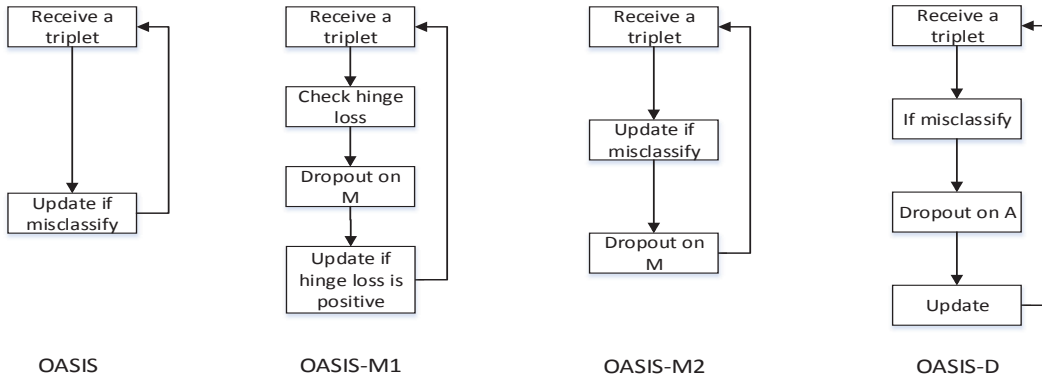 Receive a
triplet
Update if
misclassify
OASIS
Receive a
triplet
Check hinge
loss
Dropout on
M
Update if
hinge loss is
positive
OASIS-M1
Receive a
triplet
Update if
misclassify
Dropout on
M
OASIS-M2
Receive a
triplet
If misclassify
Dropout on A
Update
OASIS-D